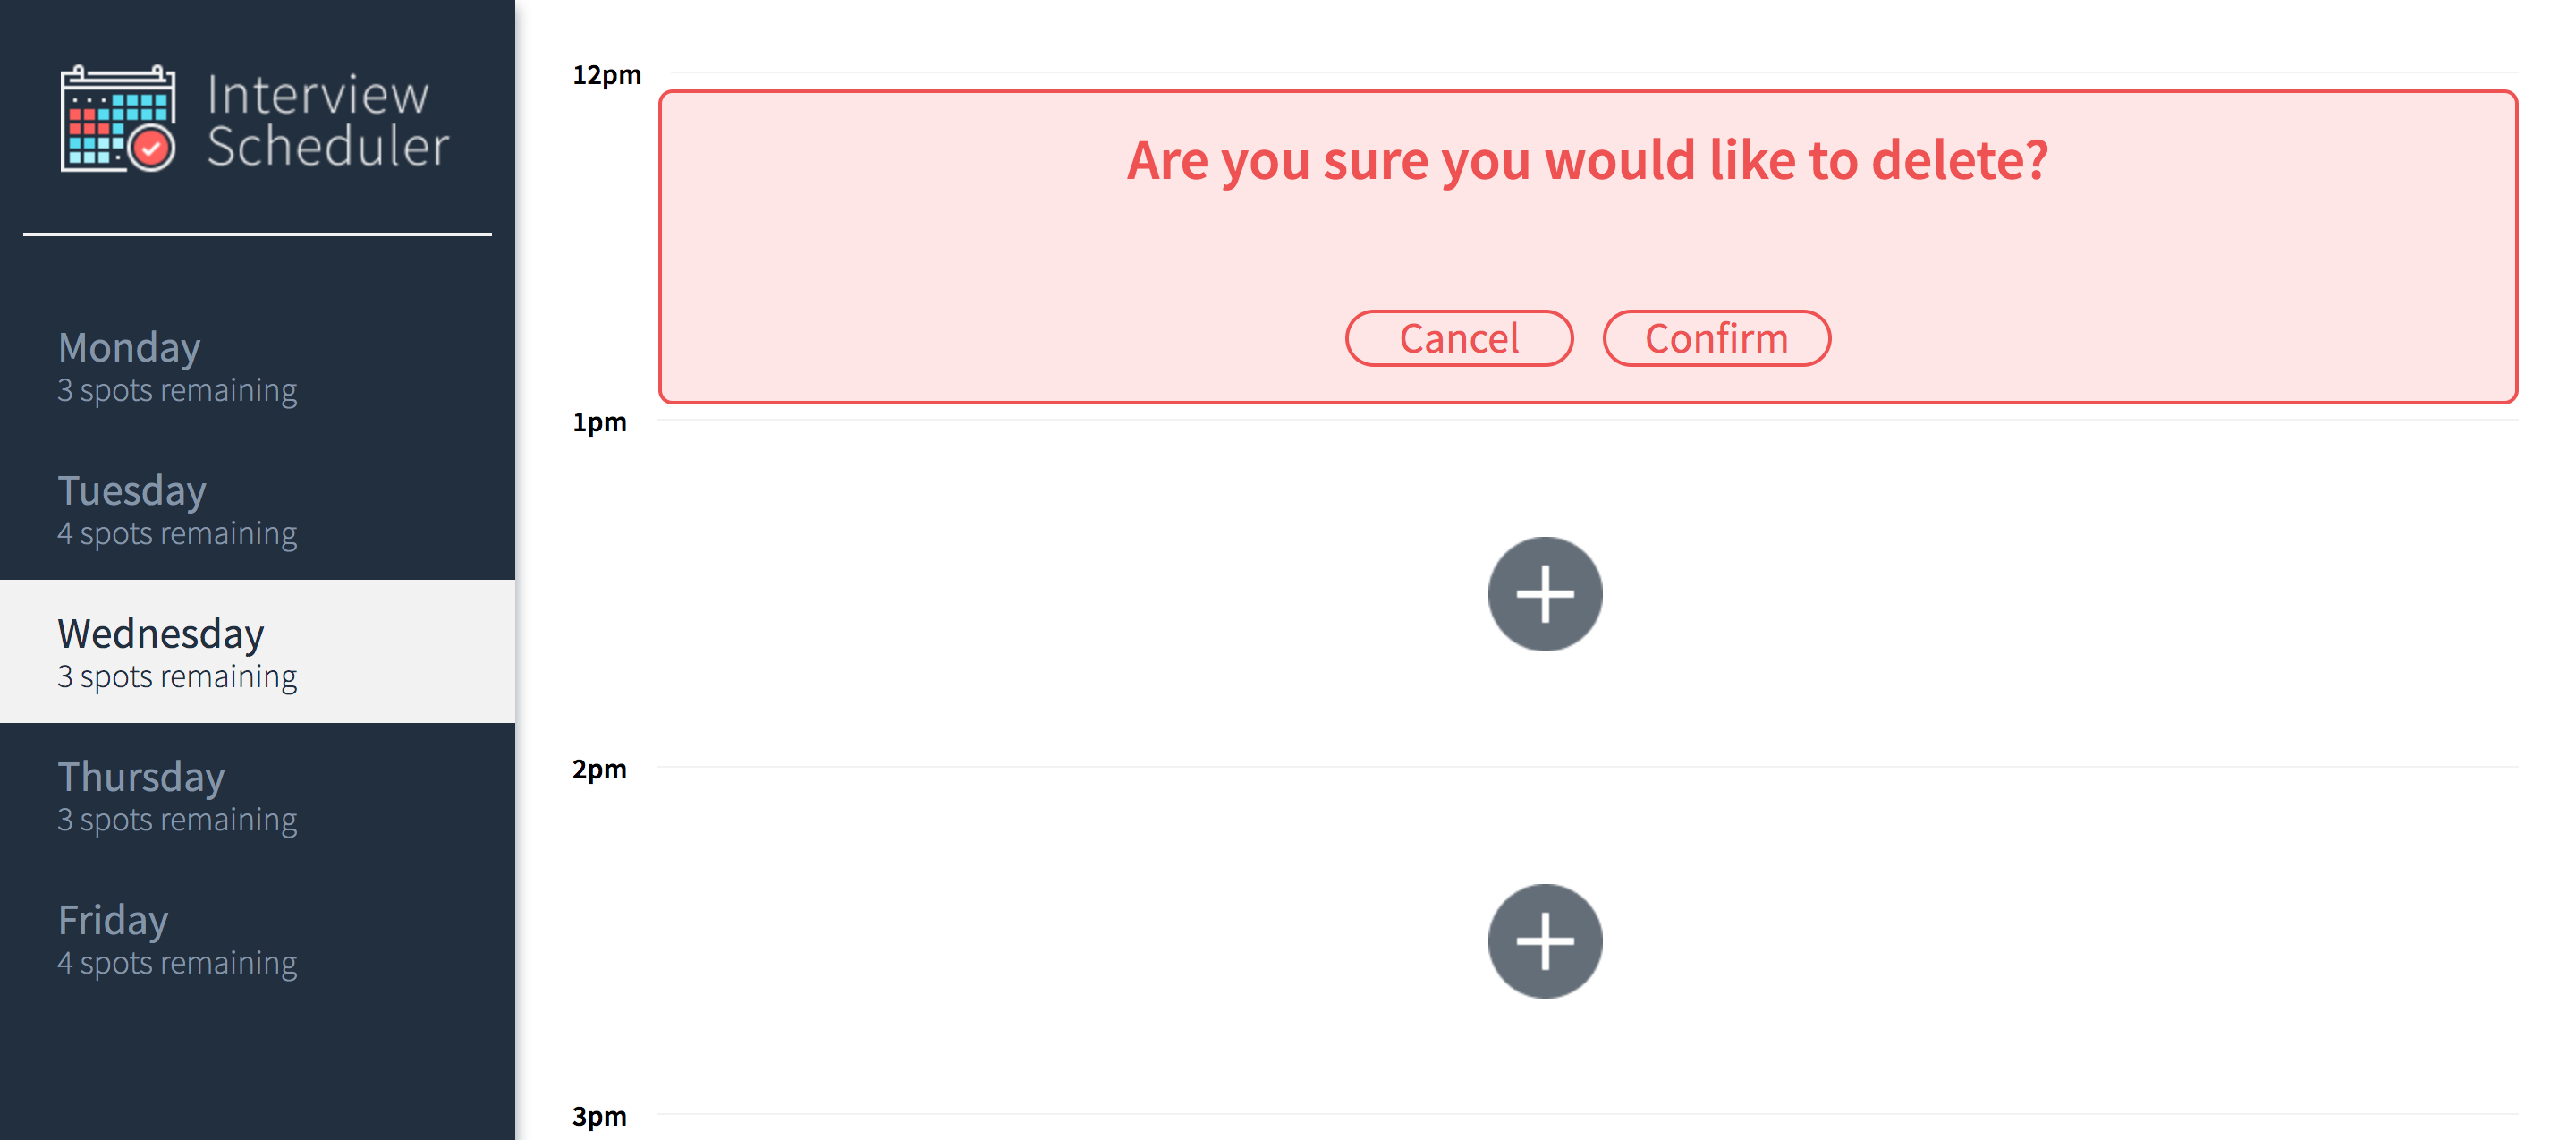 Interview
Scheduler
Monday
3 spots remaining
Tuesday
4 spots remaining
Wednesday
3 spots remaining
Thursday
3 spots remaining
Friday
4 spots remaining
12pm
Are you sure you would like to delete?
Cancel Confirm
1pm
2pm
3pm